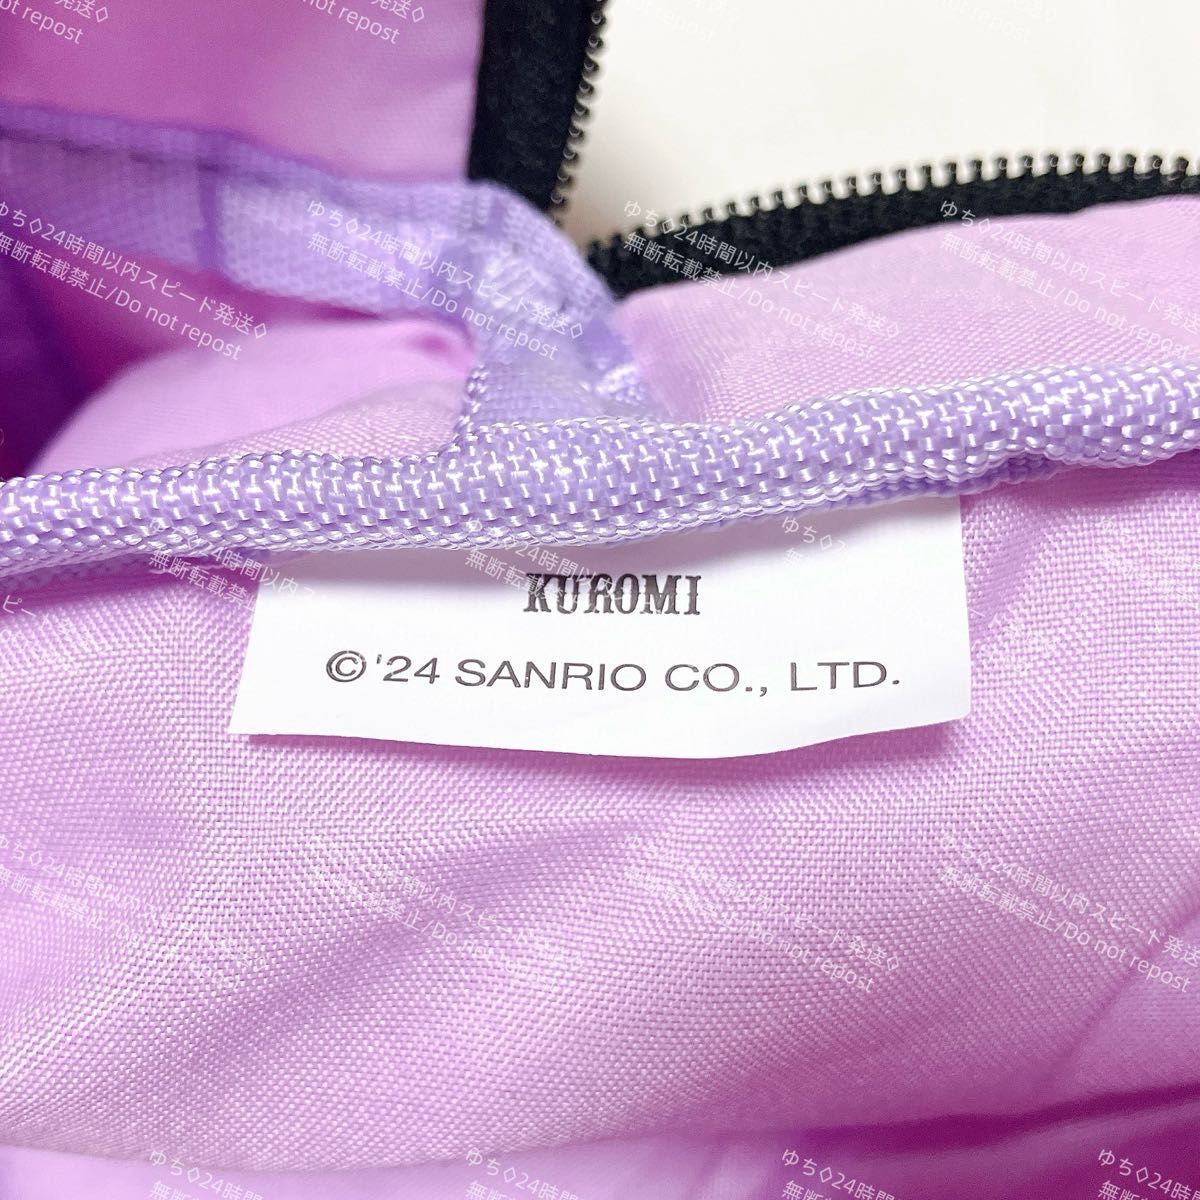 KUROMI
©'24 SANRIO CO., LTD.
ゆち◇24時間以内スピード発送◇
無断転載禁止/Do not repost